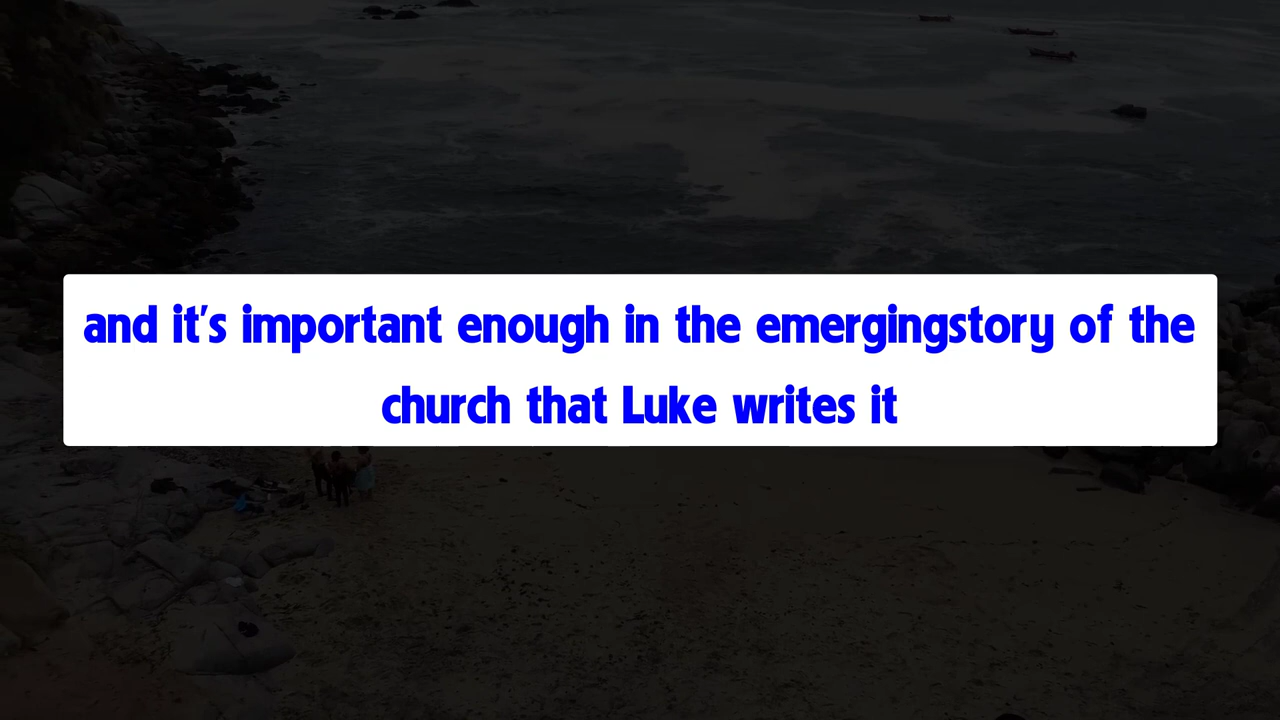 and it's important enough in the emergingstory of the
church that Luke writes it